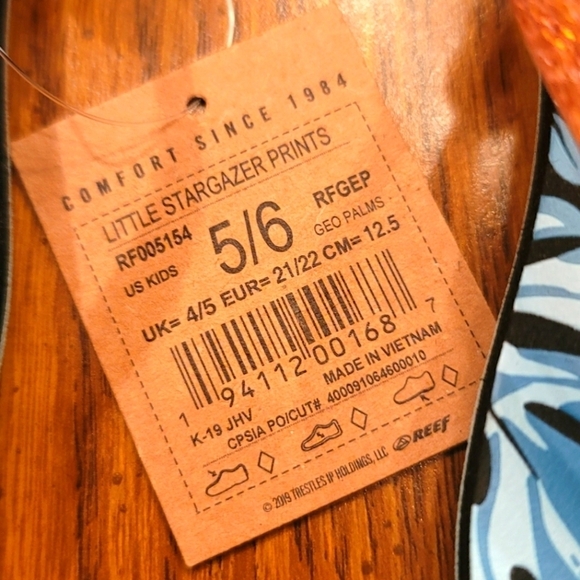 COMFORT SINCE 1984
LITTLE STARGAZER PRINTS
RF005154 5/6 RFGEP
US KIDS GEO PALMS
UK= 4/5 EUR= 21/22 CM= 12.5
1 94112 00168 7
K-19 JHV MADE IN VIETNAM
CPSIA PO/CUT# 400091064600010
REEF
© 2019 TRESTLES IP HOLDINGS, LLC